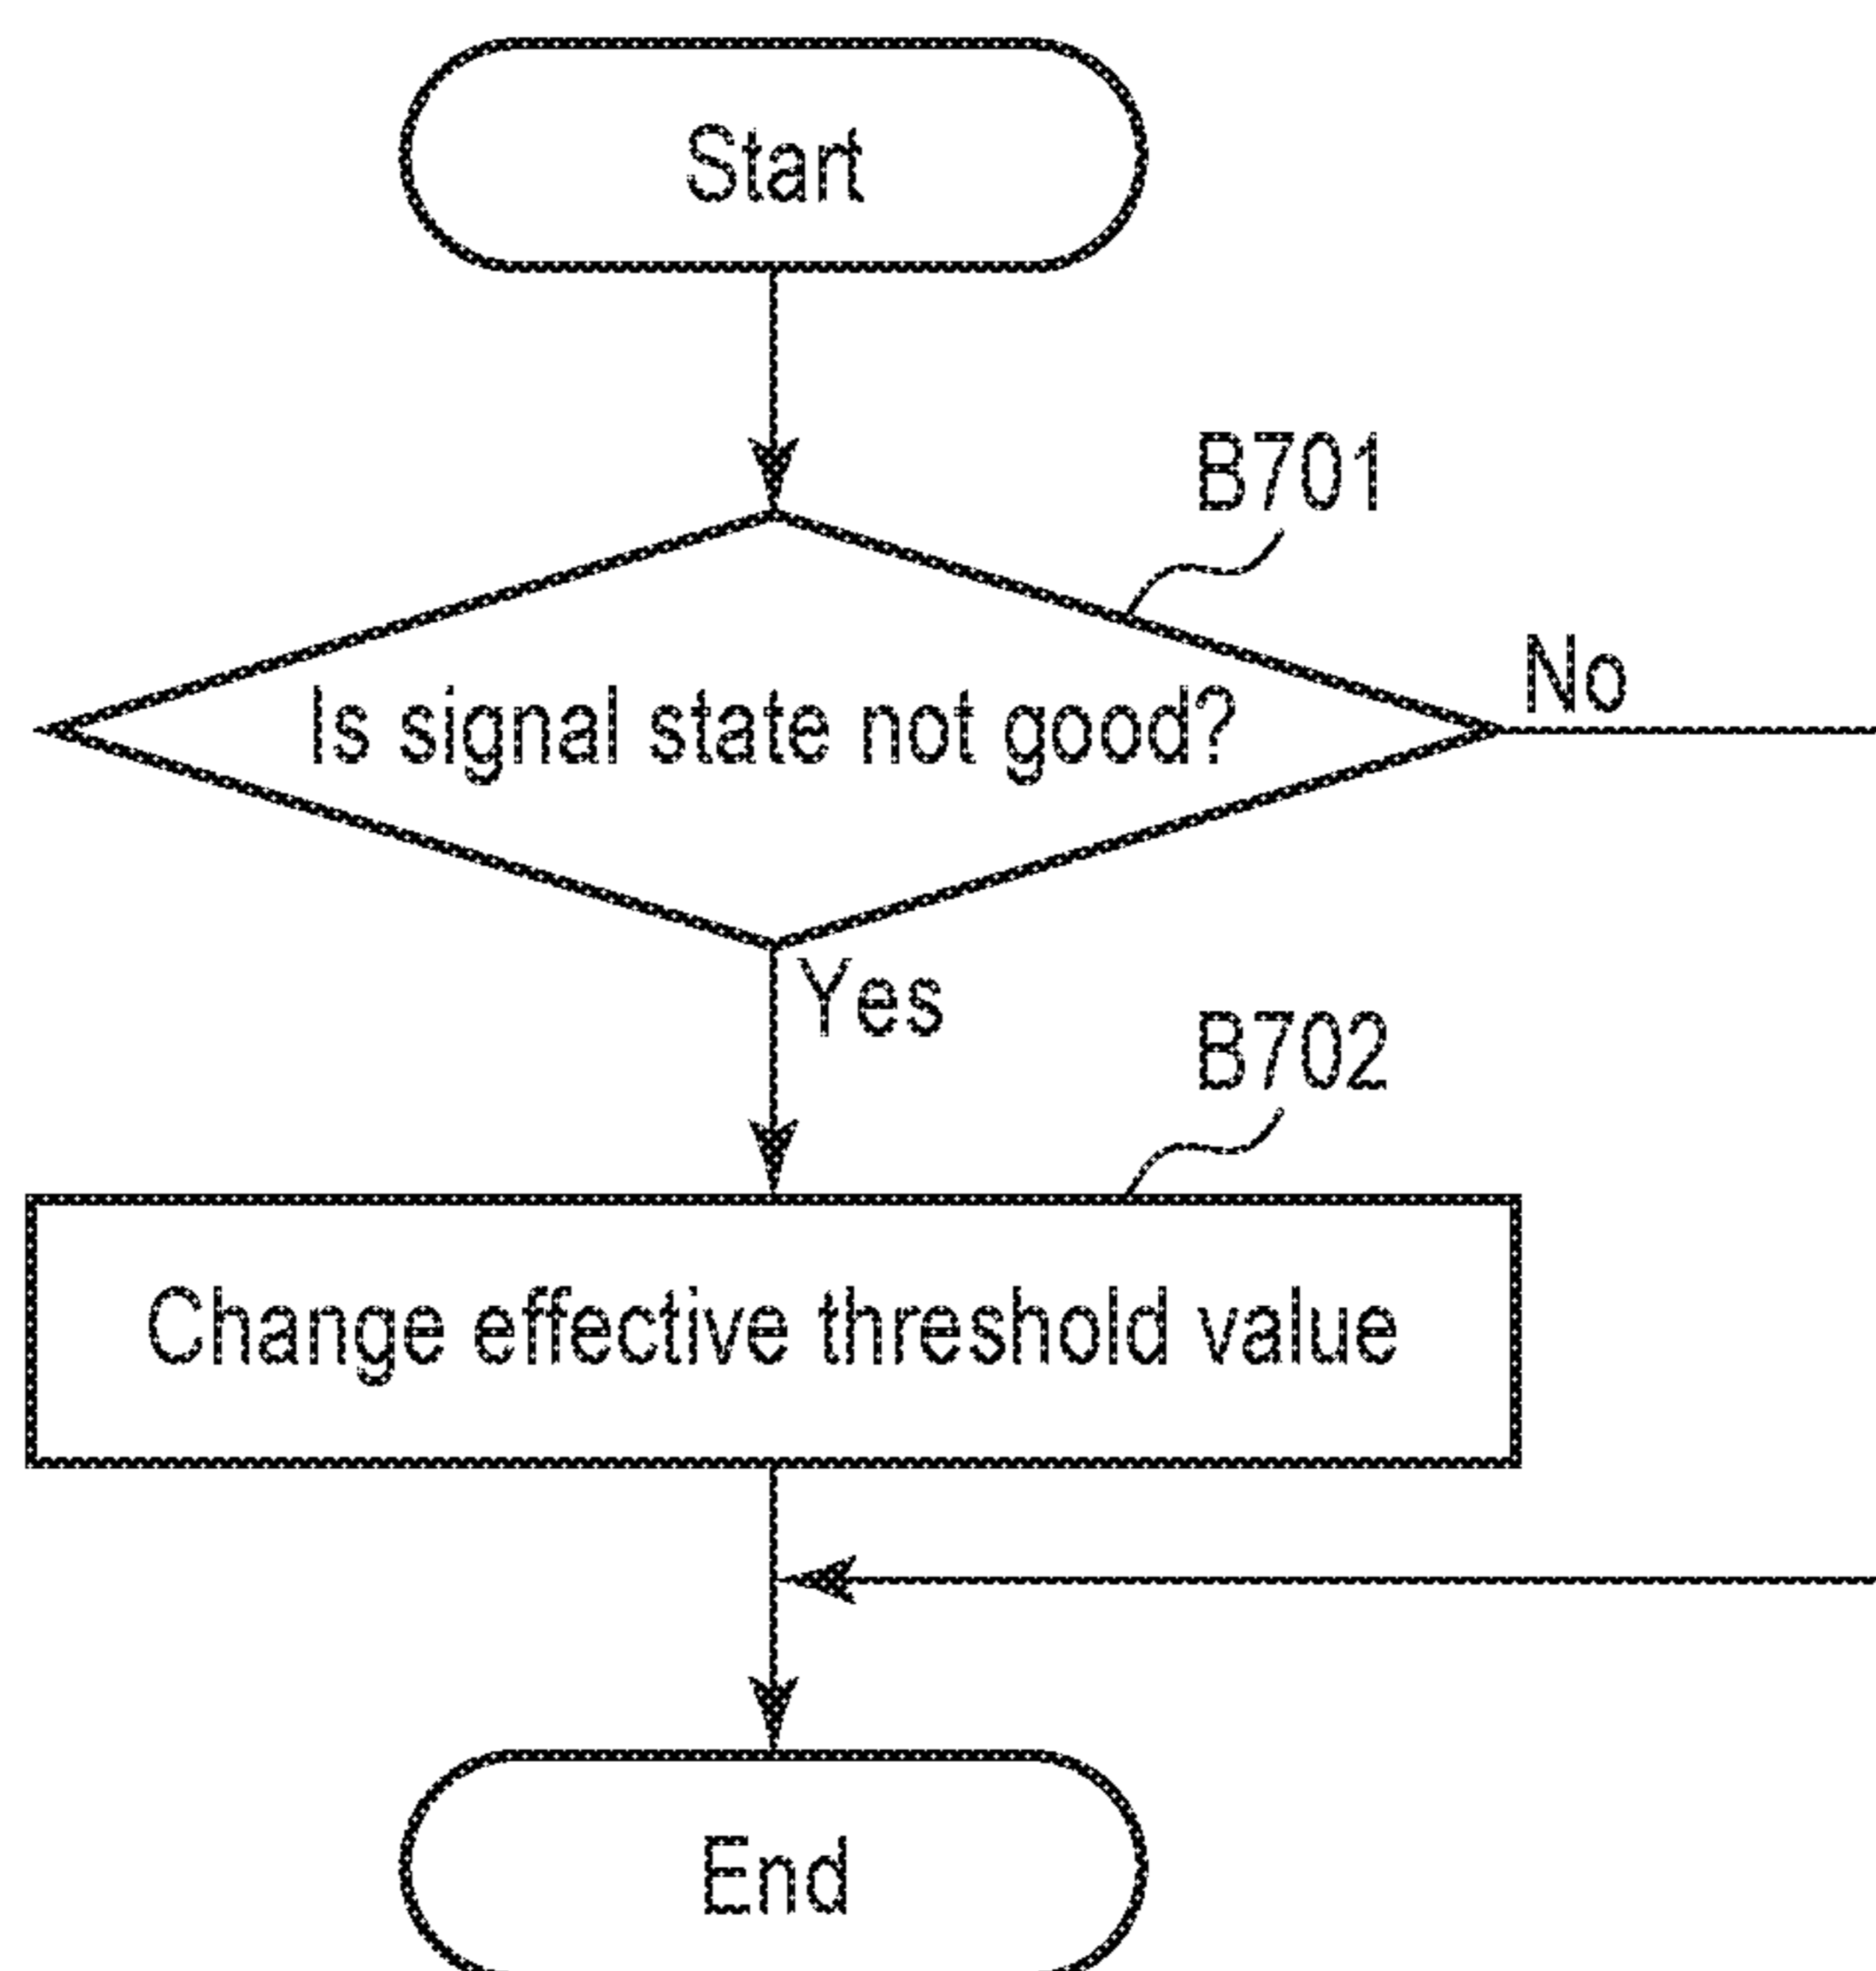 Start
B701
Is signal state not good?
No
Yes
B702
Change effective threshold value
End